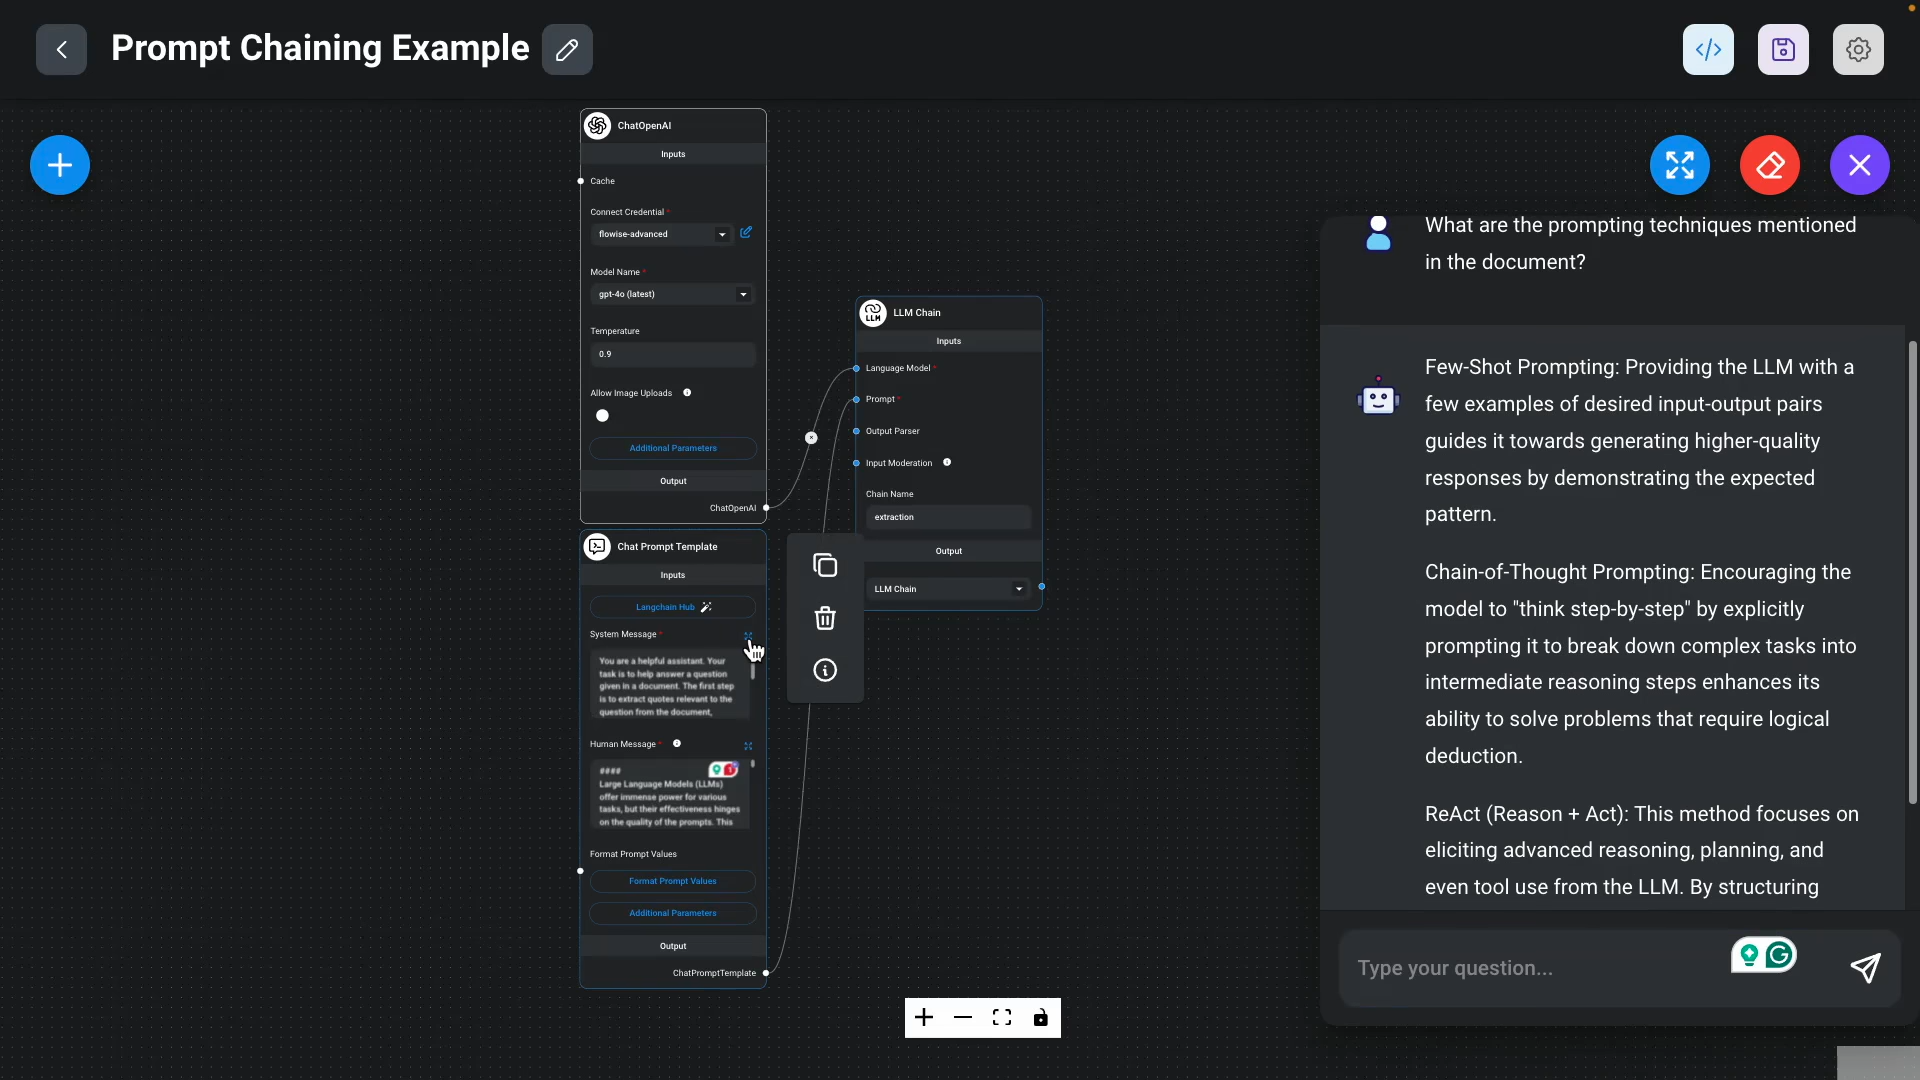 Prompt Chaining Example
ChatOpenAI
Inputs
Cache
Connect Credential *
flowise-advanced
Model Name *
gpt-4o (latest)
Temperature
0.9
Allow Image Uploads
Additional Parameters
Output
ChatOpenAI
Chat Prompt Template
Inputs
Langchain Hub
System Message *
You are a helpful assistant. Your
task is to help answer a question
given in a document. The first step
is to extract quotes relevant to the
question from the document,
Human Message *
####
Large Language Models (LLMs)
offer immense power for various
tasks, but their effectiveness hinges
on the quality of the prompts. This
Format Prompt Values
Format Prompt Values
Additional Parameters
Output
ChatPromptTemplate
LLM
LLM Chain
Inputs
Language Model *
Prompt *
Output Parser
Input Moderation
Chain Name
extraction
Output
LLM Chain
What are the prompting techniques mentioned
in the document?
Few-Shot Prompting: Providing the LLM with a
few examples of desired input-output pairs
guides it towards generating higher-quality
responses by demonstrating the expected
pattern.
Chain-of-Thought Prompting: Encouraging the
model to "think step-by-step" by explicitly
prompting it to break down complex tasks into
intermediate reasoning steps enhances its
ability to solve problems that require logical
deduction.
ReAct (Reason + Act): This method focuses on
eliciting advanced reasoning, planning, and
even tool use from the LLM. By structuring
Type your question...